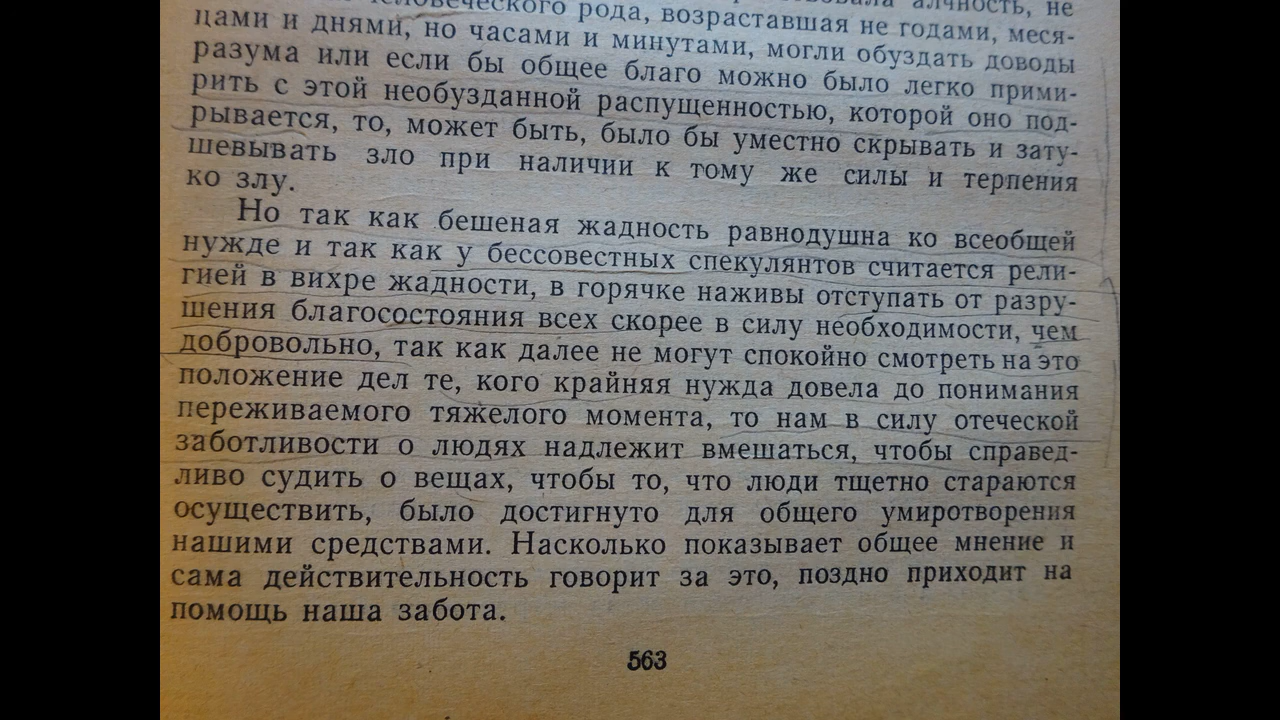 человеческого рода, возраставшая не годами, меся-
цами и днями, но часами и минутами, могли обуздать доводы
разума или если бы общее благо можно было легко прими-
рить с этой необузданной распущенностью, которой оно под-
рывается, то, может быть, было бы уместно скрывать и зату-
шевывать зло при наличии к тому же силы и терпения
ко злу.
Но так как бешеная жадность равнодушна ко всеобщей
нужде и так как у бессовестных спекулянтов считается рели-
гией в вихре жадности, в горячке наживы отступать от разру-
шения благосостояния всех скорее в силу необходимости, чем
добровольно, так как далее не могут спокойно смотреть на это
положение дел те, кого крайняя нужда довела до понимания
переживаемого тяжелого момента, то нам в силу отеческой
заботливости о людях надлежит вмешаться, чтобы справед-
ливо судить о вещах, чтобы то, что люди тщетно стараются
осуществить, было достигнуто для общего умиротворения
нашими средствами. Насколько показывает общее мнение и
сама действительность говорит за это, поздно приходит на
помощь наша забота.
563